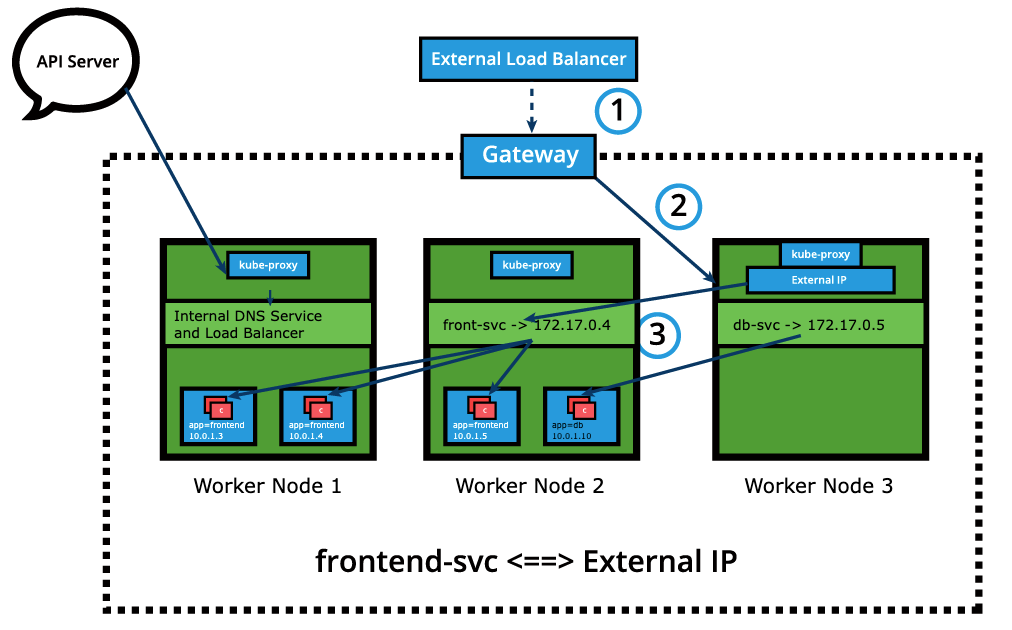 API Server
External Load Balancer
1
Gateway
2
kube-proxy
kube-proxy
kube-proxy
External IP
Internal DNS Service
and Load Balancer
front-svc -> 172.17.0.4
3
db-svc -> 172.17.0.5
c
app=frontend
10.0.1.3
c
app=frontend
10.0.1.4
c
app=frontend
10.0.1.5
c
app=db
10.0.1.10
Worker Node 1
Worker Node 2
Worker Node 3
frontend-svc <==> External IP